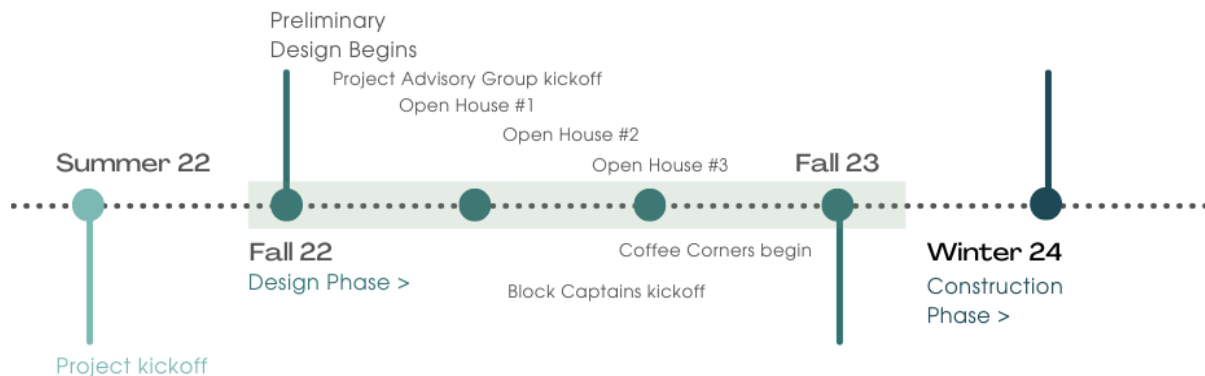 Preliminary
Design Begins
Project Advisory Group kickoff
Open House #1
Open House #2
Open House #3
Summer 22
Fall 23
Fall 22
Design Phase >
Coffee Corners begin
Block Captains kickoff
Winter 24
Construction
Phase >
Project kickoff